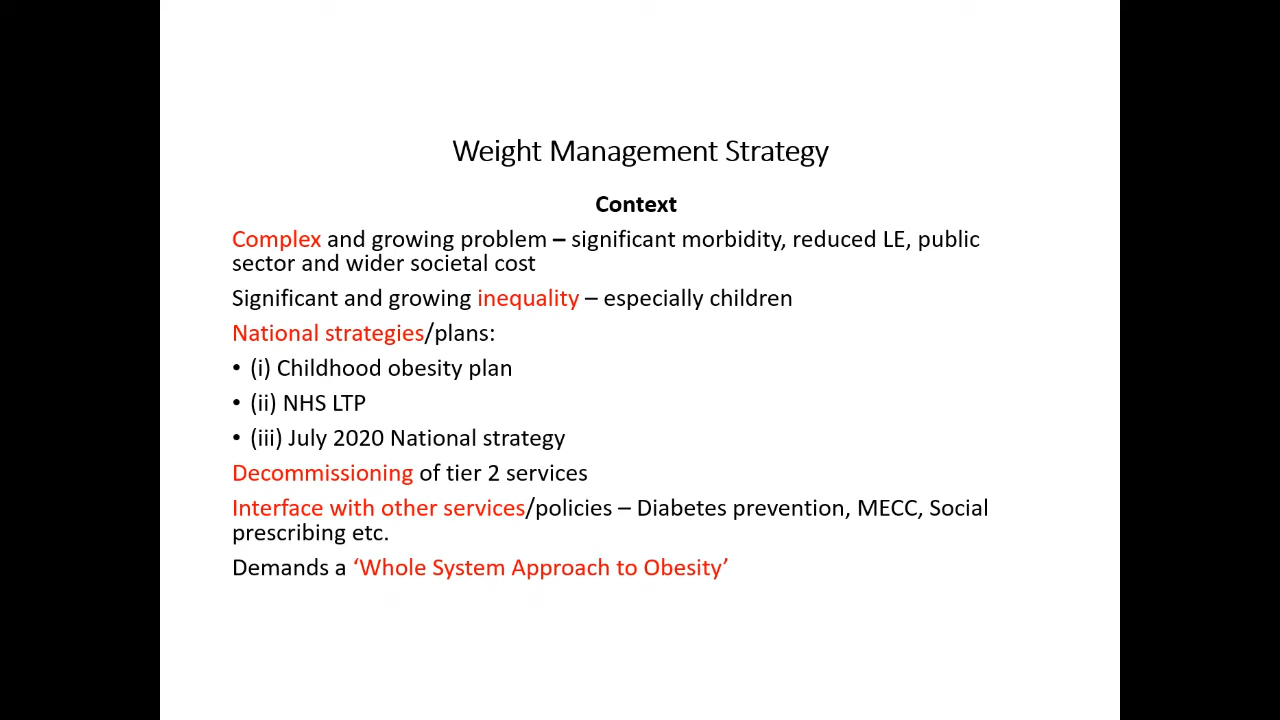 Weight Management Strategy
Context
Complex and growing problem – significant morbidity, reduced LE, public
sector and wider societal cost
Significant and growing inequality – especially children
National strategies/plans:
• (i) Childhood obesity plan
• (ii) NHS LTP
• (iii) July 2020 National strategy
Decommissioning of tier 2 services
Interface with other services/policies – Diabetes prevention, MECC, Social
prescribing etc.
Demands a ‘Whole System Approach to Obesity’